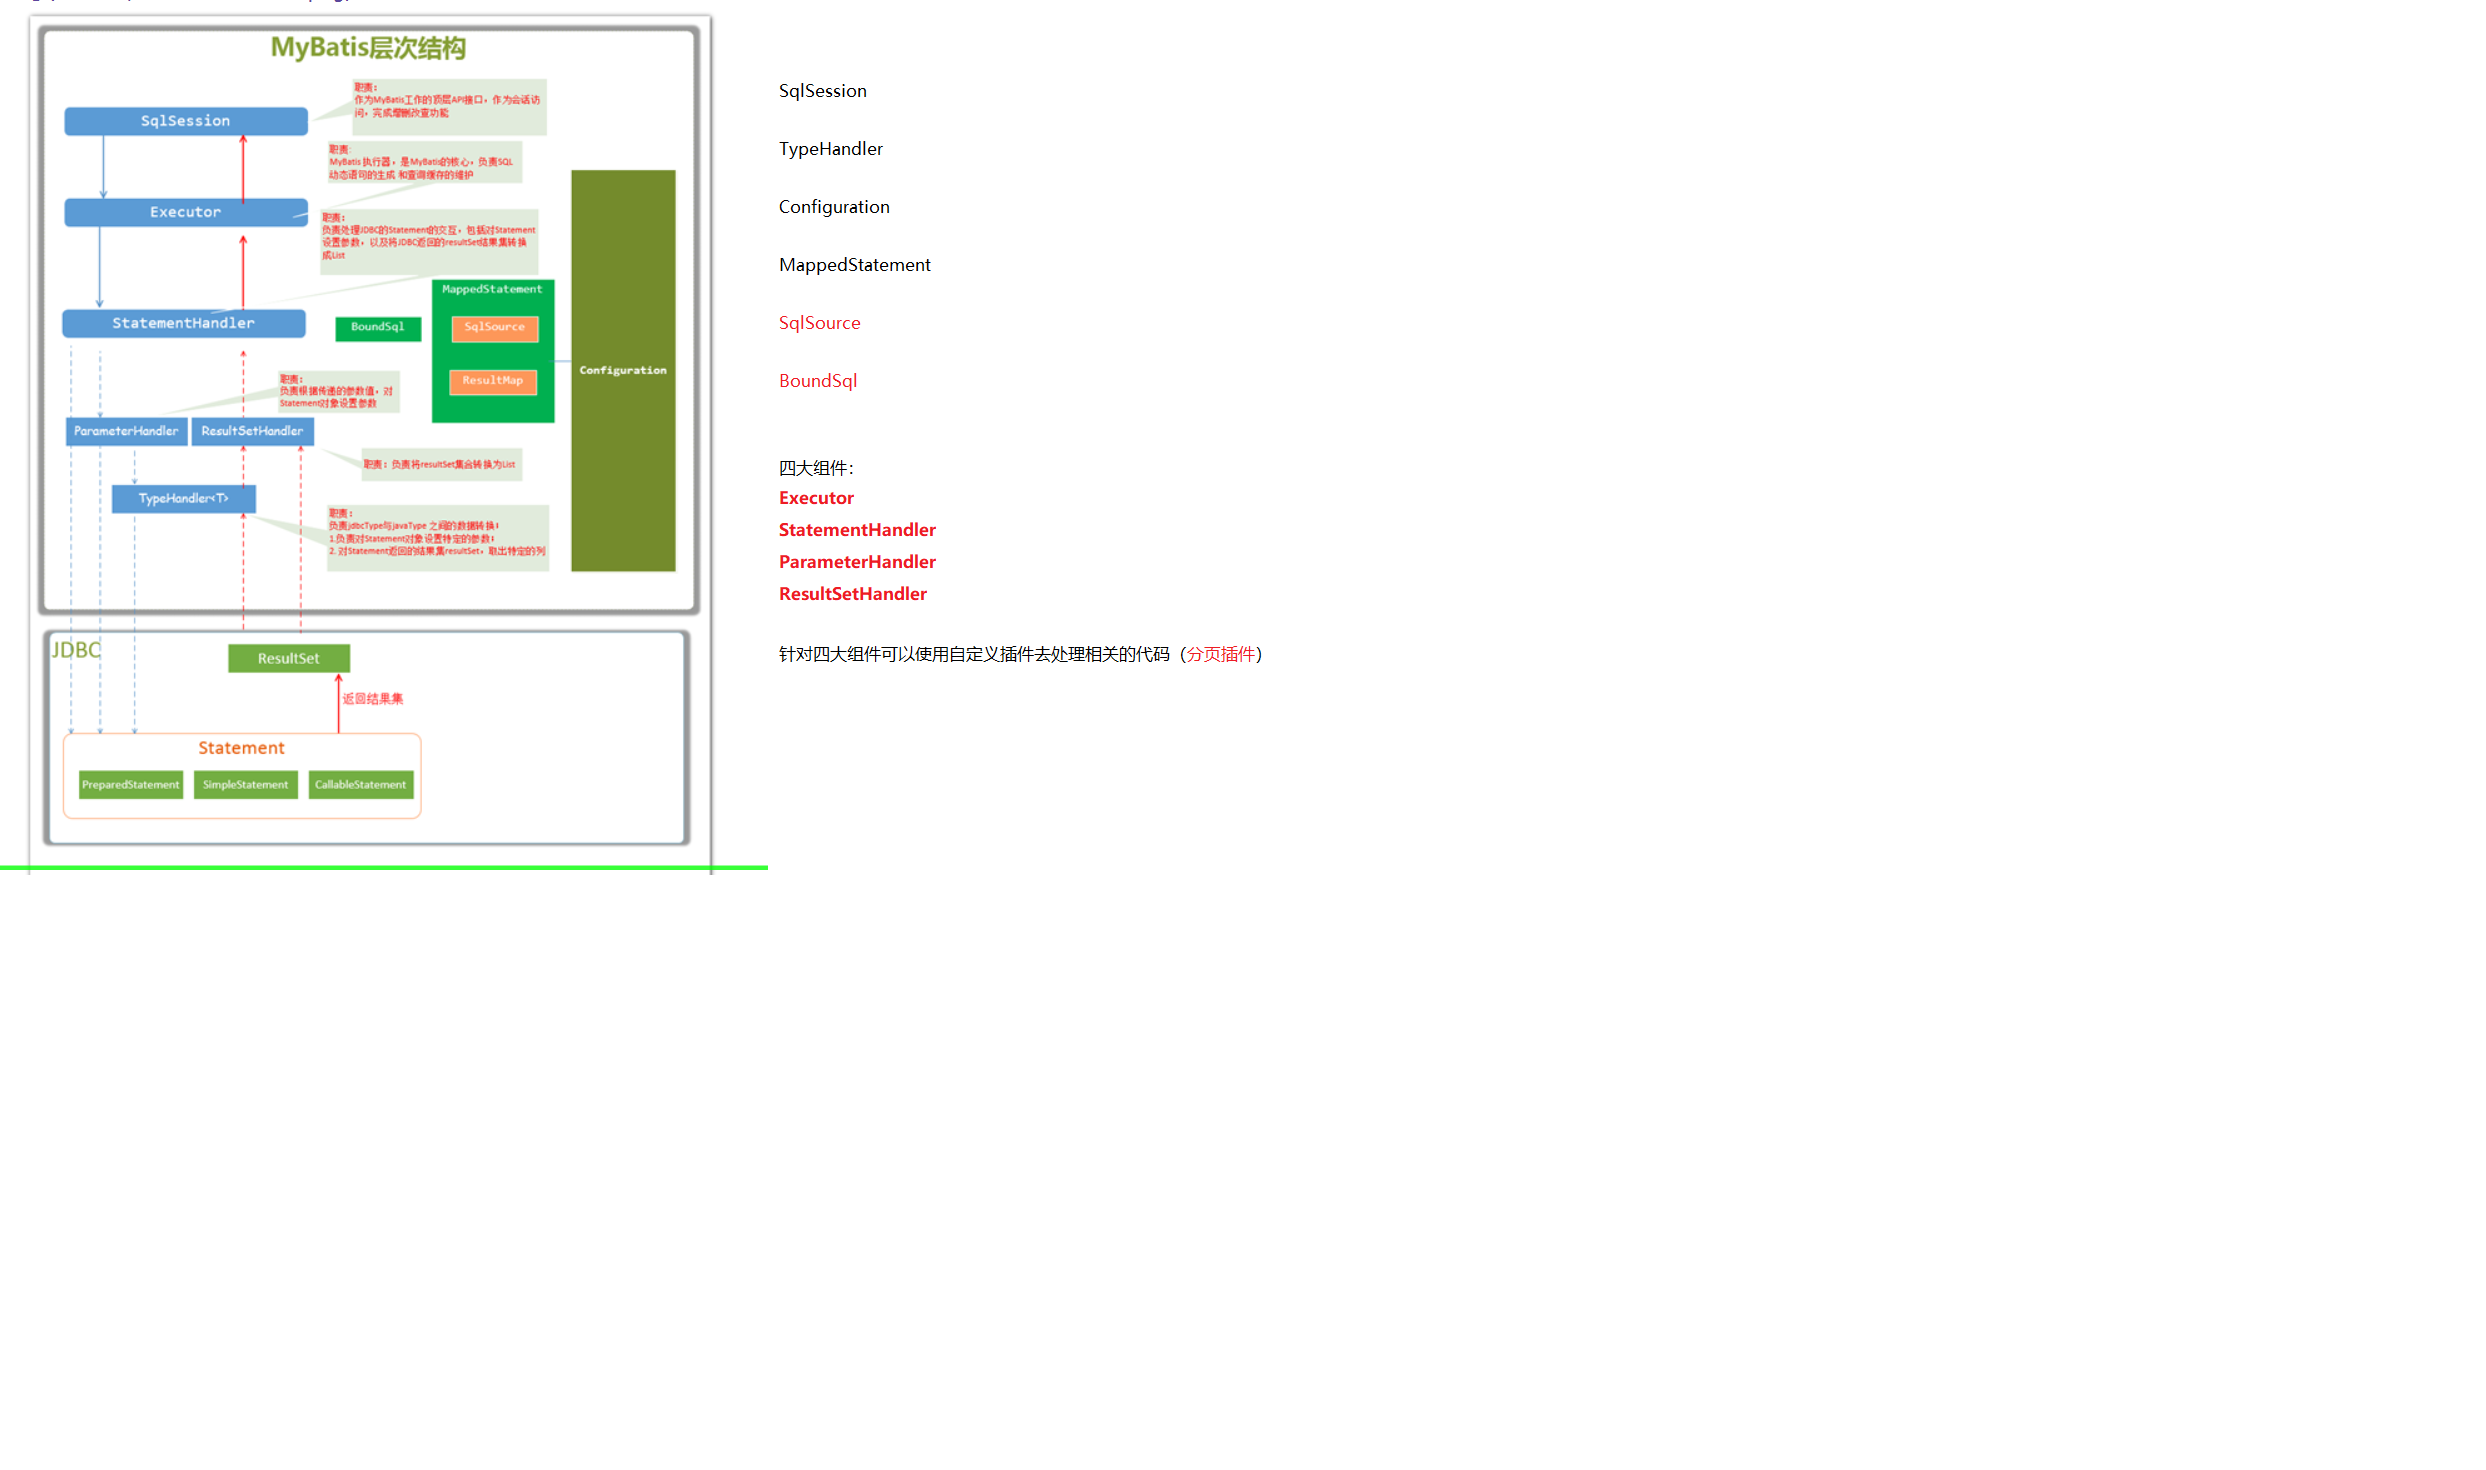 MyBatis层次结构
职责：
作为MyBatis工作的顶层API接口，作为会话访
问，完成增删改查功能
SqlSession
职责：
MyBatis 执行器，是MyBatis的核心，负责SQL
动态语句的生成 和查询缓存的维护
Executor
职责：
负责处理JDBC的Statement的交互，包括对Statement
设置参数，以及将JDBC返回的resultSet结果集转换
成List
MappedStatement
StatementHandler
BoundSql
SqlSource
ResultMap
Configuration
职责：
负责根据传递的参数值，对
Statement对象设置参数
ParameterHandler
ResultSetHandler
职责：负责将resultSet集合转换为List
TypeHandler<T>
职责：
负责jdbcType与javaType 之间的数据转换：
1.负责对Statement对象设置特定的参数；
2. 对Statement返回的结果集resultSet，取出特定的列
JDBC
ResultSet
返回结果集
Statement
PreparedStatement
SimpleStatement
CallableStatement
SqlSession
TypeHandler
Configuration
MappedStatement
SqlSource
BoundSql
四大组件：
Executor
StatementHandler
ParameterHandler
ResultSetHandler
针对四大组件可以使用自定义插件去处理相关的代码（分页插件）